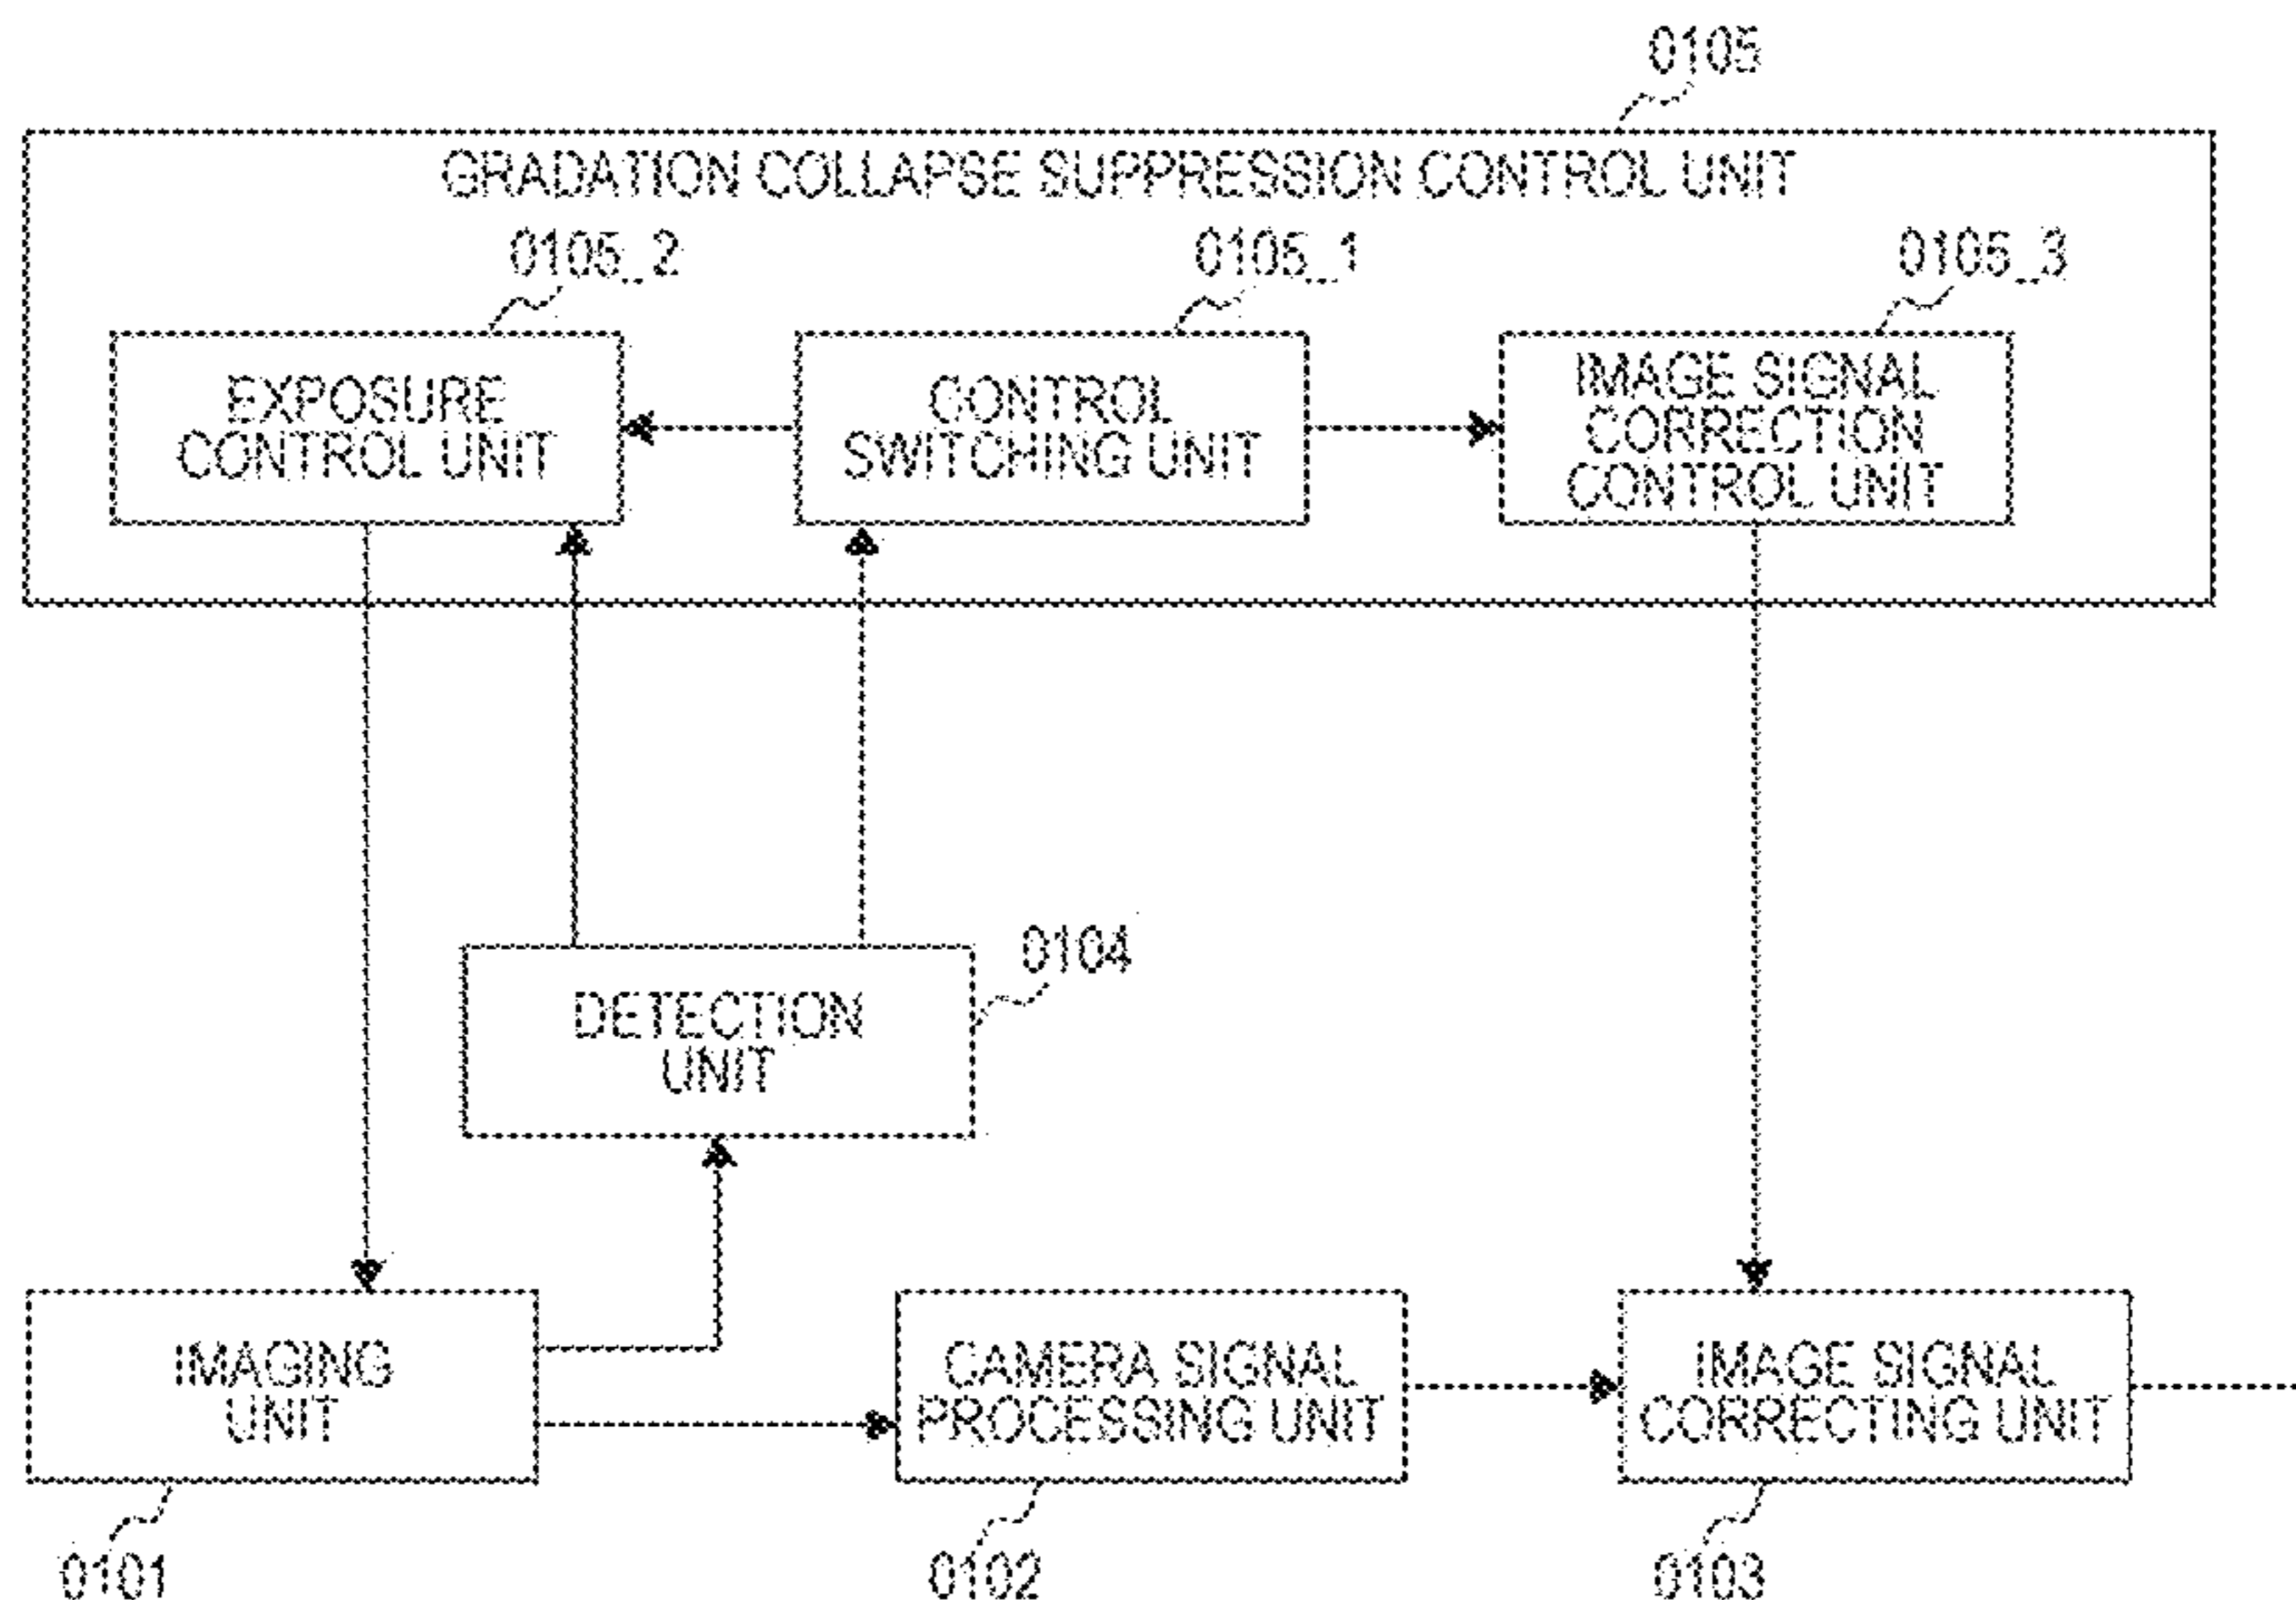 0105
GRADATION COLLAPSE SUPPRESSION CONTROL UNIT
0105_2
0105_1
0105_3
EXPOSURE
CONTROL UNIT
CONTROL
SWITCHING UNIT
IMAGE SIGNAL
CORRECTION
CONTROL UNIT
0104
DETECTION
UNIT
IMAGING
UNIT
CAMERA SIGNAL
PROCESSING UNIT
IMAGE SIGNAL
CORRECTING UNIT
0101
0102
0103